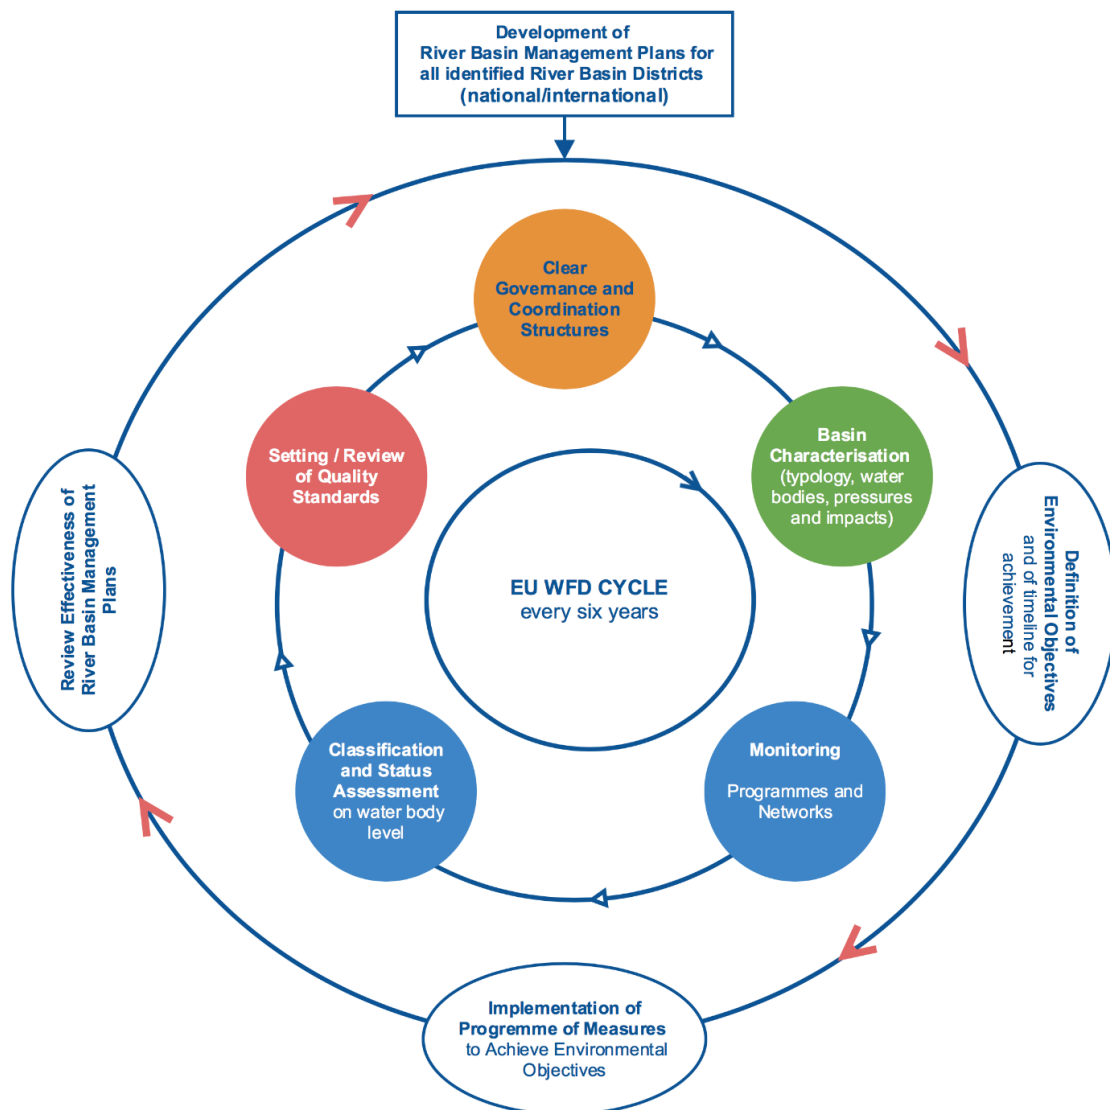 Development of
River Basin Management Plans for
all identified River Basin Districts
(national/international)
Clear
Governance and
Coordination
Structures
Setting / Review
of Quality
Standards
Basin
Characterisation
(typology, water
bodies, pressures
and impacts)
EU WFD CYCLE
every six years
Review Effectiveness of
River Basin Management
Plans
Definition of
Environmental Objectives
and of timeline for
achievement
Classification
and Status
Assessment
on water body
level
Monitoring
Programmes and
Networks
Implementation of
Programme of Measures
to Achieve Environmental
Objectives